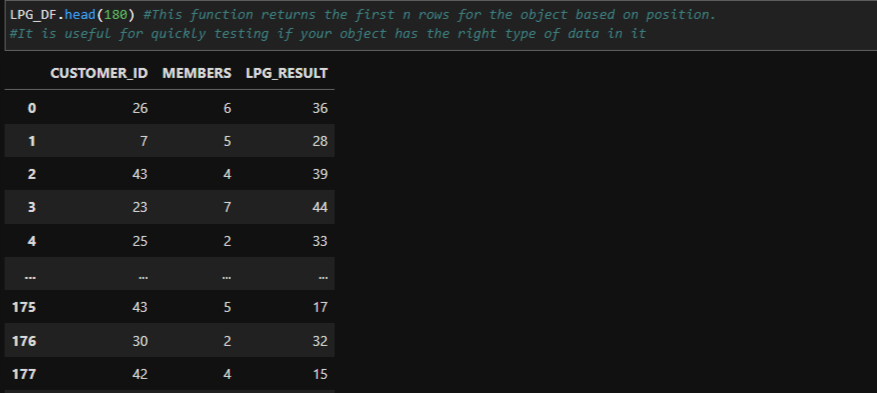 LPG_DF.head(180) #This function returns the first n rows for the object based on position.
#It is useful for quickly testing if your object has the right type of data in it
CUSTOMER_ID MEMBERS LPG_RESULT
0 26 6 36
1 7 5 28
2 43 4 39
3 23 7 44
4 25 2 33
... ... ... ...
175 43 5 17
176 30 2 32
177 42 4 15